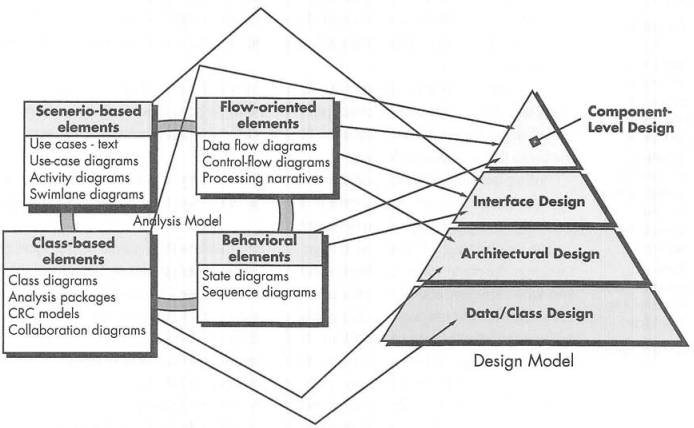 Scenerio-based
elements
Use cases - text
Use-case diagrams
Activity diagrams
Swimlane diagrams
Flow-oriented
elements
Data flow diagrams
Control-flow diagrams
Processing narratives
Analysis Model
Class-based
elements
Class diagrams
Analysis packages
CRC models
Collaboration diagrams
Behavioral
elements
State diagrams
Sequence diagrams
Component-
Level Design
Interface Design
Architectural Design
Data/Class Design
Design Model